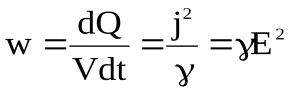 w = dQ/Vdt = j²/γ = γE²